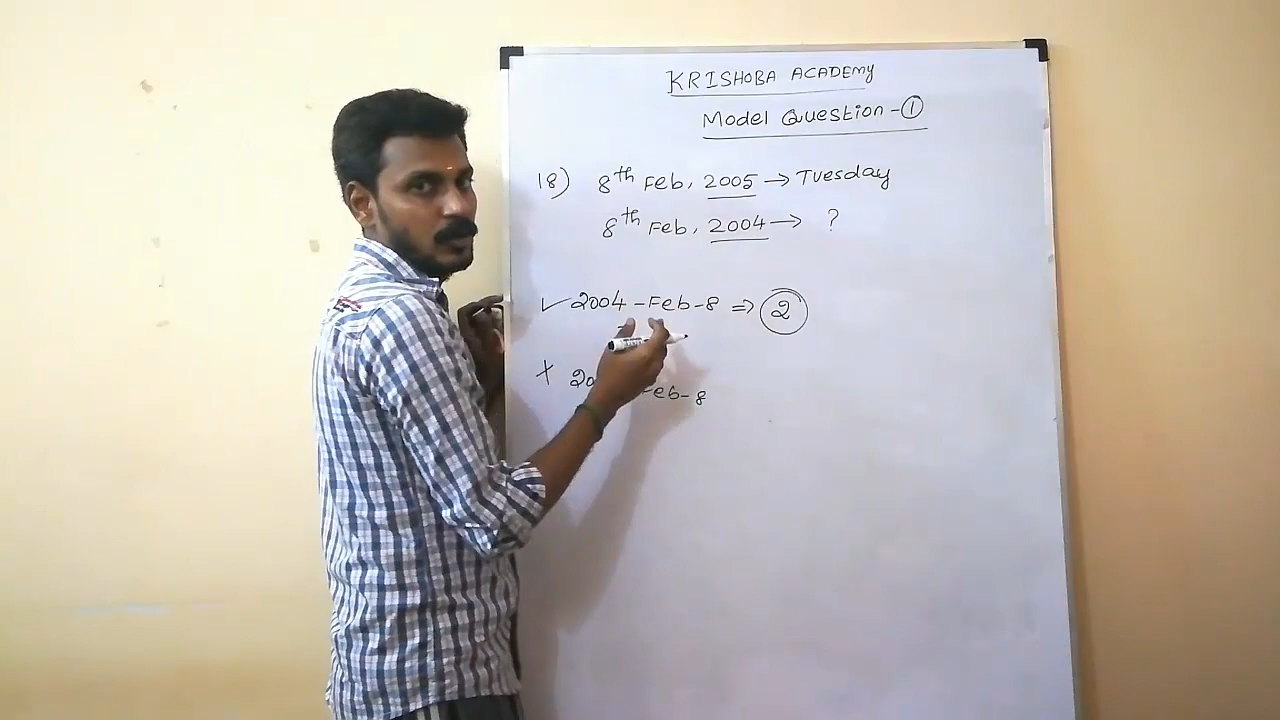 KRISHOBA ACADEMY
Model Question - 1
18) 8th Feb, 2005 → Tuesday
8th Feb, 2004 → ?
✓ 2004 - Feb - 8 ⇒ 2
x Feb - 8